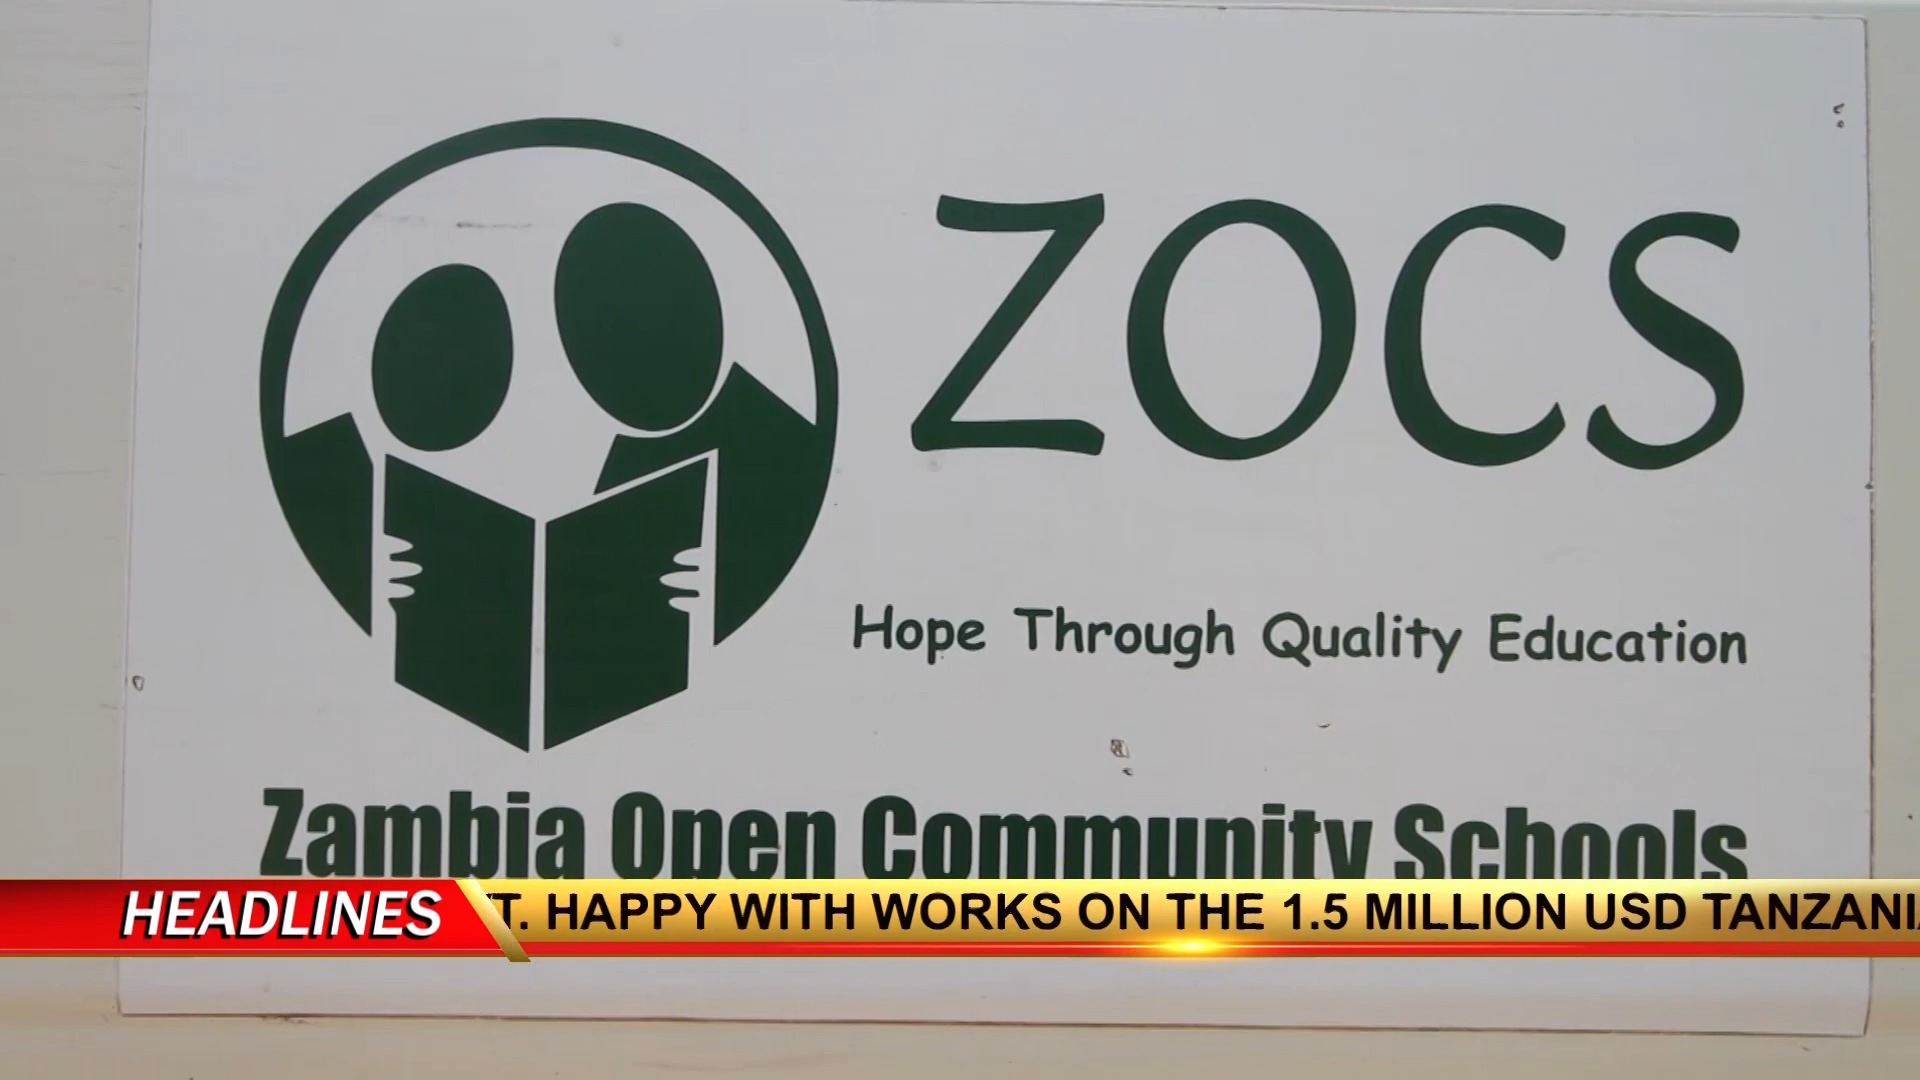 ZOCS
Hope Through Quality Education
Zambia Open Community Schools
HEADLINES
T. HAPPY WITH WORKS ON THE 1.5 MILLION USD